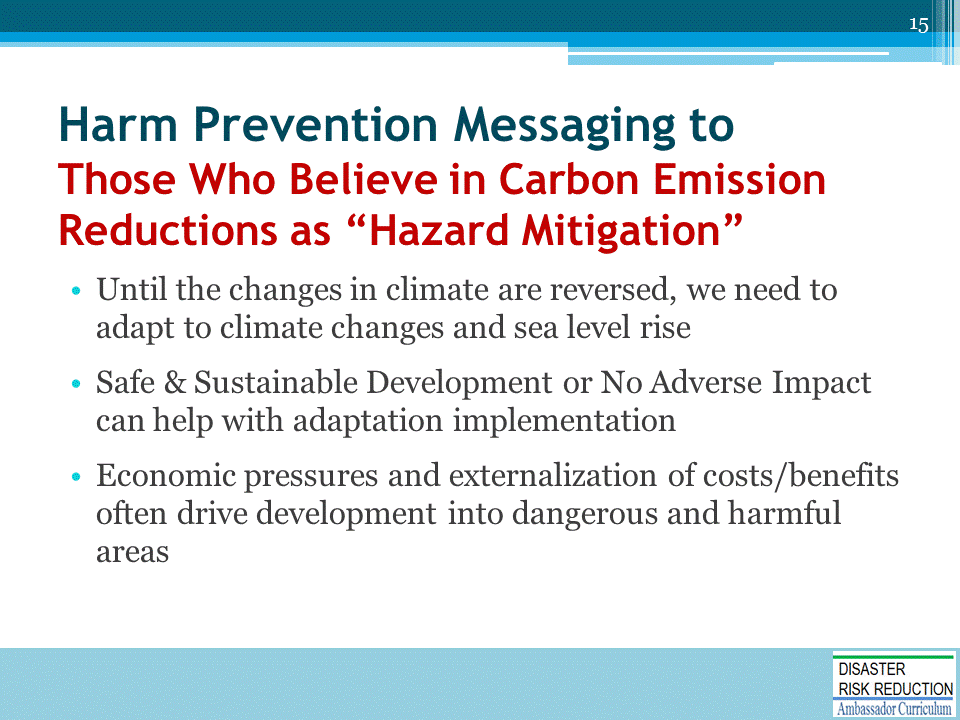 15
Harm Prevention Messaging to
Those Who Believe in Carbon Emission
Reductions as “Hazard Mitigation”
• Until the changes in climate are reversed, we need to
adapt to climate changes and sea level rise
• Safe & Sustainable Development or No Adverse Impact
can help with adaptation implementation
• Economic pressures and externalization of costs/benefits
often drive development into dangerous and harmful
areas
DISASTER
RISK REDUCTION
Ambassador Curriculum